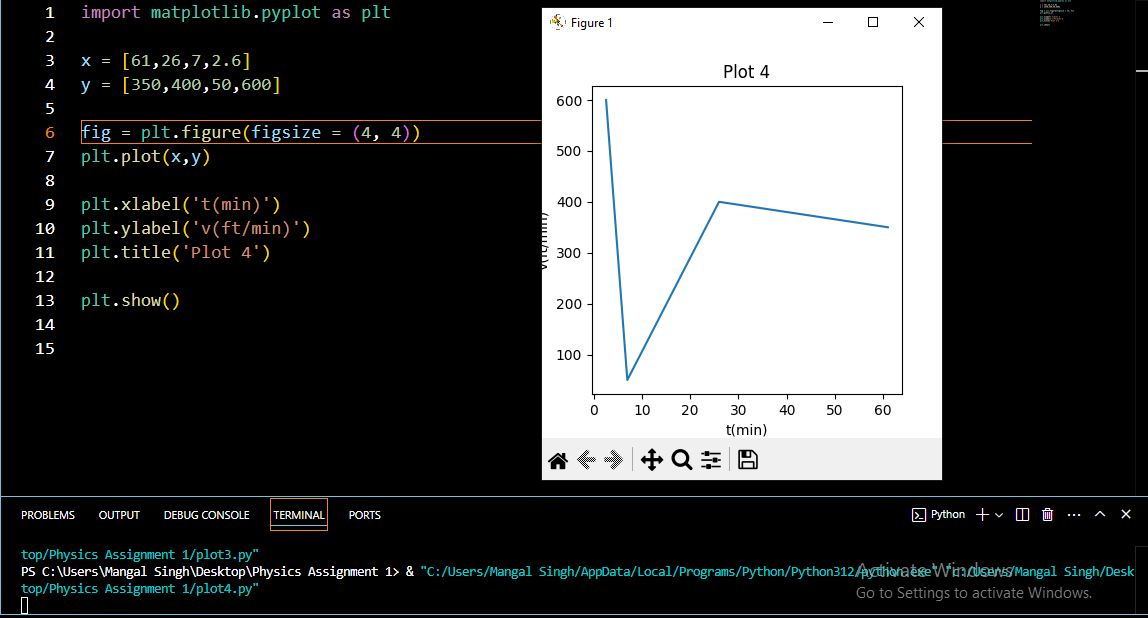 1 import matplotlib.pyplot as plt
2
3 x = [61,26,7,2.6]
4 y = [350,400,50,600]
5
6 fig = plt.figure(figsize = (4, 4))
7 plt.plot(x,y)
8
9 plt.xlabel('t(min)')
10 plt.ylabel('v(ft/min)')
11 plt.title('Plot 4')
12
13 plt.show()
14
15
Figure 1
Plot 4
600
500
400
300
200
100
v(ft/min)
0 10 20 30 40 50 60
t(min)
PROBLEMS OUTPUT DEBUG CONSOLE TERMINAL PORTS Python
top/Physics Assignment 1/plot3.py"
PS C:\Users\Mangal Singh\Desktop\Physics Assignment 1> & "C:/Users/Mangal Singh/AppData/Local/Programs/Python/Python312/python.exe" "c:/Users/Mangal Singh/Desk
top/Physics Assignment 1/plot4.py"
Activate Windows
Go to Settings to activate Windows.